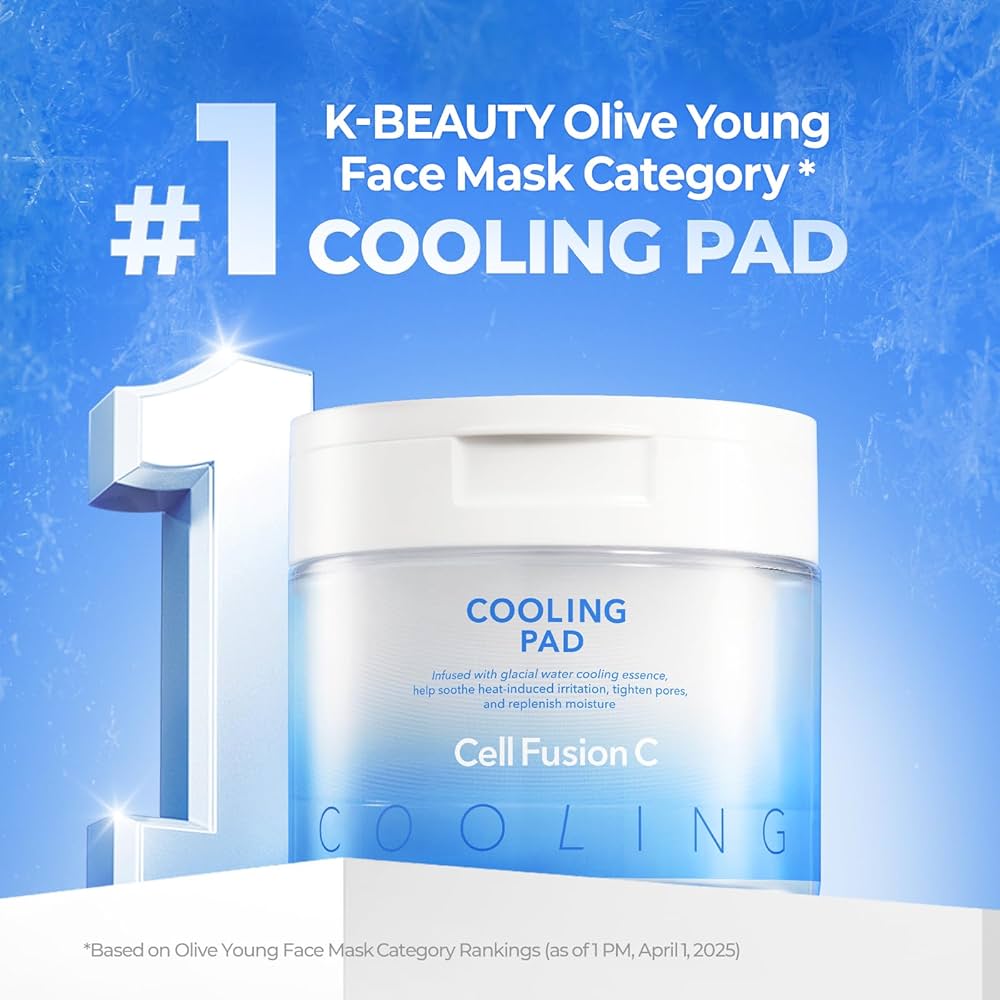 #1
K-BEAUTY Olive Young
Face Mask Category*
COOLING PAD
1
COOLING
PAD
Infused with glacial water cooling essence,
help soothe heat-induced irritation, tighten pores,
and replenish moisture
Cell Fusion C
COOLING
*Based on Olive Young Face Mask Category Rankings (as of 1 PM, April 1, 2025)